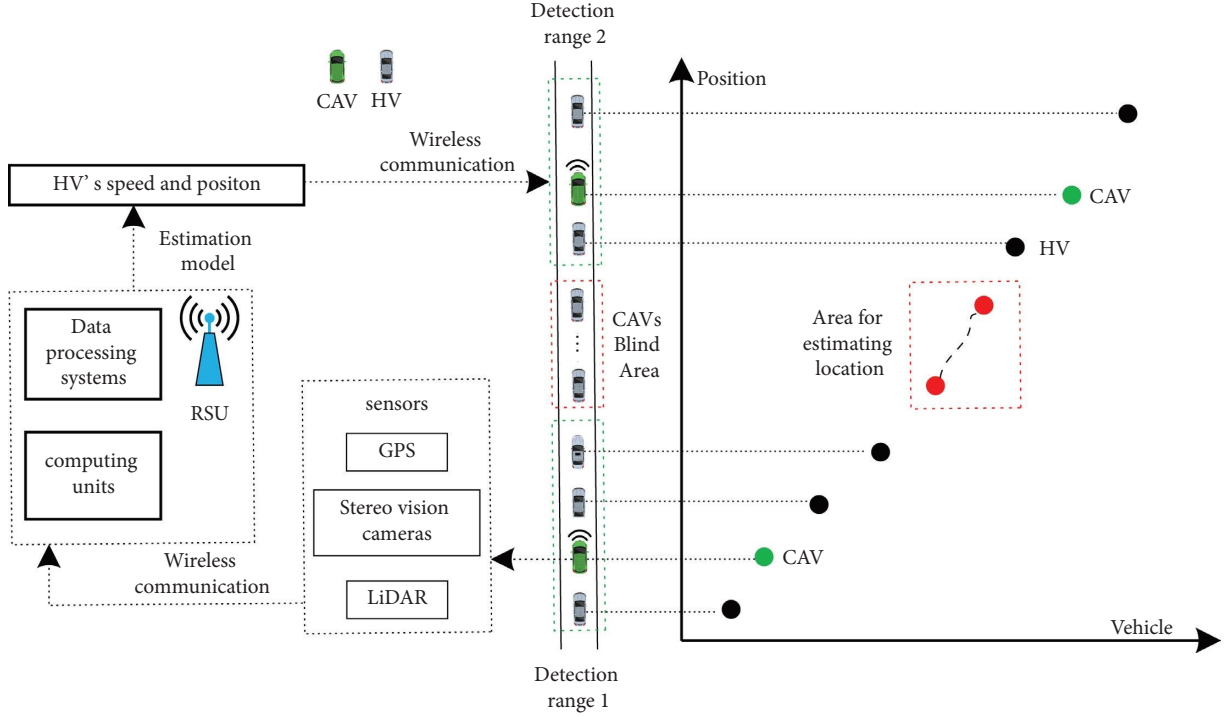 Detection
range 2
CAV
HV
Wireless
communication
HV' s speed and positon
Estimation
model
Data
processing
systems
RSU
computing
units
Wireless
communication
sensors
GPS
Stereo vision
cameras
LiDAR
CAVs
Blind
Area
Detection
range 1
Position
CAV
HV
Area for
estimating
location
CAV
Vehicle